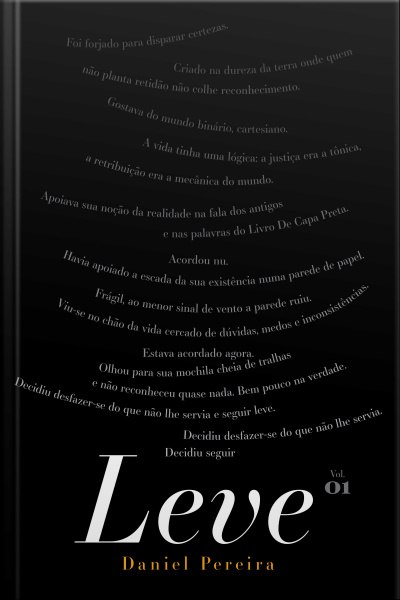 Foi forjado para disparar certezas.
Criado na dureza da terra onde quem
não planta retidão não colhe reconhecimento.
Gostava do mundo binário, cartesiano.
A vida tinha uma lógica: a justiça era a tônica,
a retribuição era a mecânica do mundo.
Apoiava sua noção da realidade na fala dos antigos
e nas palavras do Livro De Capa Preta.
Acordou nu.
Havia apoiado a escada da sua existência numa parede de papel.
Frágil, ao menor sinal de vento a parede ruiu.
Viu-se no chão da vida cercado de dúvidas, medos e inconsistências.
Estava acordado agora.
Olhou para sua mochila cheia de tralhas
e não reconheceu quase nada. Bem pouco na verdade.
Decidiu desfazer-se do que não lhe servia e seguir leve.
Decidiu desfazer-se do que não lhe servia.
Decidiu seguir
Leve
Vol.
01
Daniel Pereira